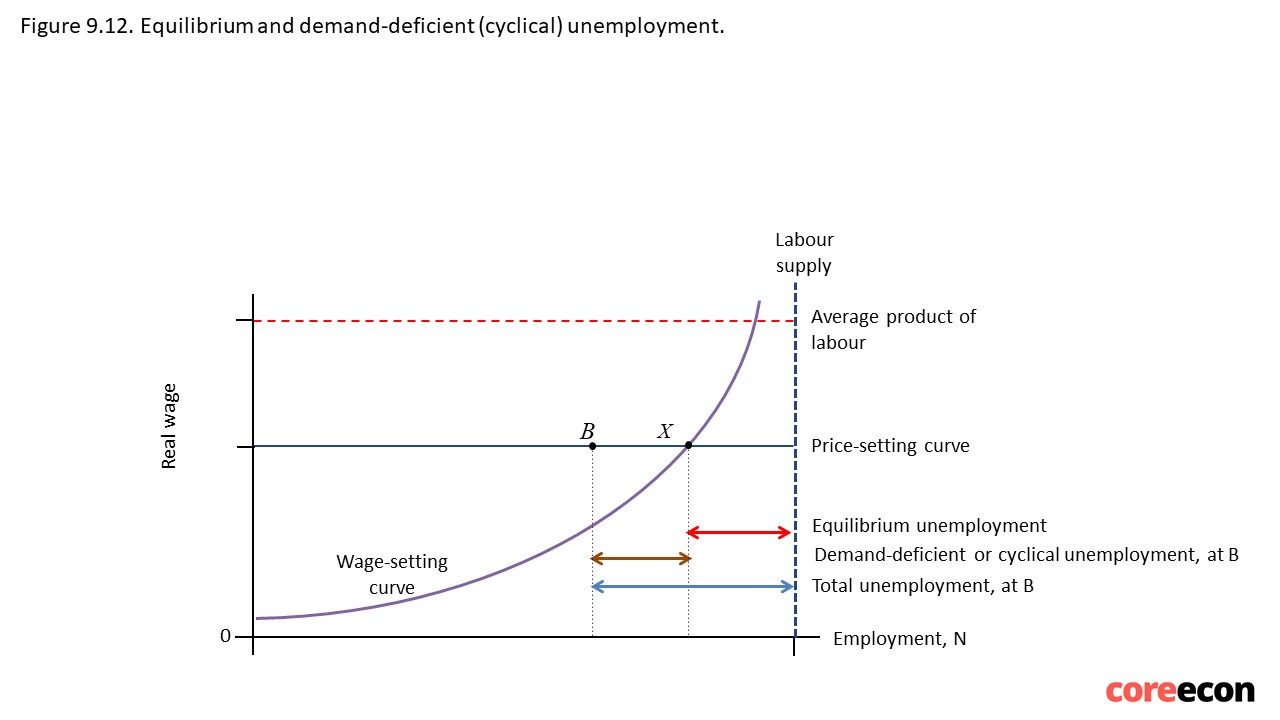 Figure 9.12. Equilibrium and demand-deficient (cyclical) unemployment.
Labour
supply
Average product of
labour
Real wage
B
X
Price-setting curve
Equilibrium unemployment
Wage-setting
curve
Demand-deficient or cyclical unemployment, at B
Total unemployment, at B
0
Employment, N
coreecon